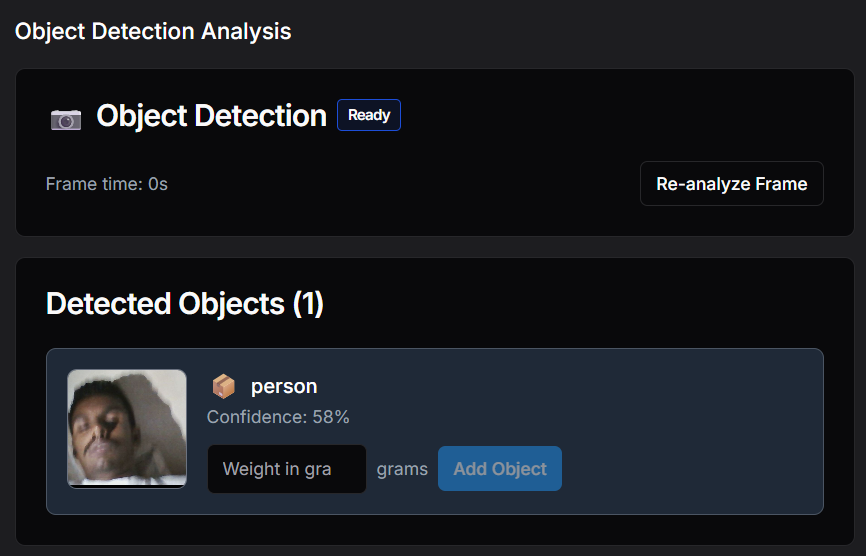 Object Detection Analysis
Object Detection Ready
Frame time: 0s Re-analyze Frame
Detected Objects (1)
person
Confidence: 58%
Weight in gra grams Add Object